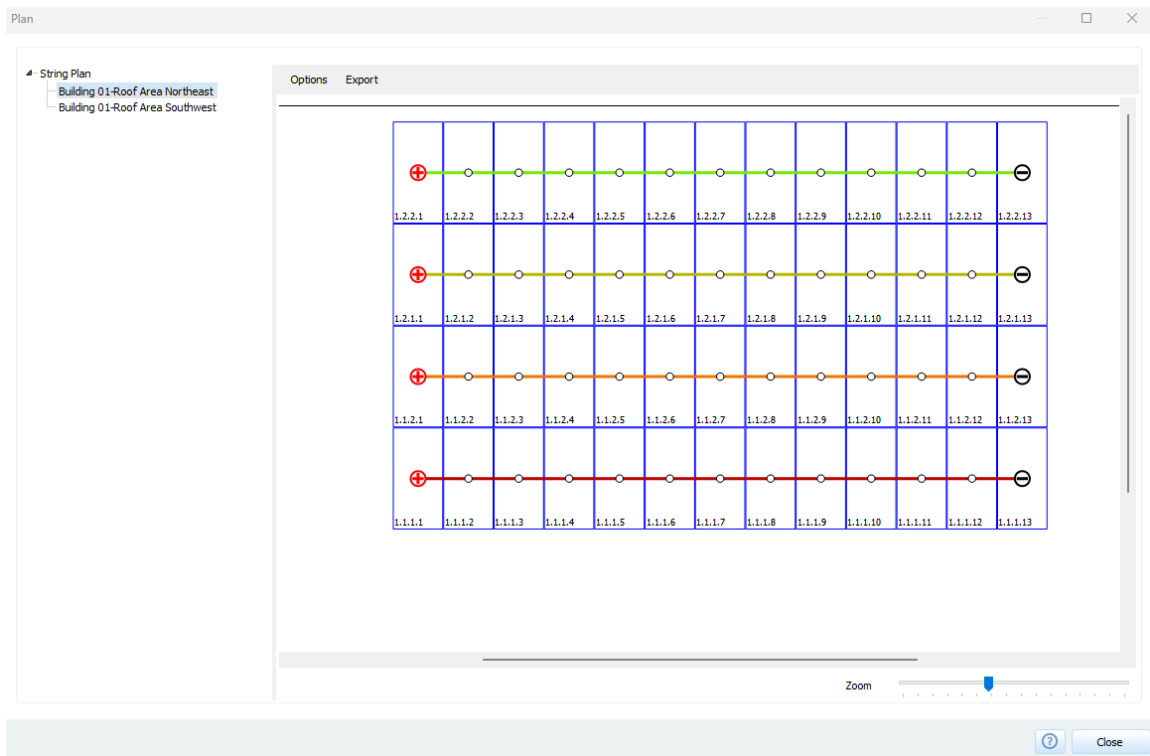 Plan
String Plan
Building 01-Roof Area Northeast
Building 01-Roof Area Southwest
Options Export
1.2.2.1 1.2.2.2 1.2.2.3 1.2.2.4 1.2.2.5 1.2.2.6 1.2.2.7 1.2.2.8 1.2.2.9 1.2.2.10 1.2.2.11 1.2.2.12 1.2.2.13
1.2.1.1 1.2.1.2 1.2.1.3 1.2.1.4 1.2.1.5 1.2.1.6 1.2.1.7 1.2.1.8 1.2.1.9 1.2.1.10 1.2.1.11 1.2.1.12 1.2.1.13
1.1.2.1 1.1.2.2 1.1.2.3 1.1.2.4 1.1.2.5 1.1.2.6 1.1.2.7 1.1.2.8 1.1.2.9 1.1.2.10 1.1.2.11 1.1.2.12 1.1.2.13
1.1.1.1 1.1.1.2 1.1.1.3 1.1.1.4 1.1.1.5 1.1.1.6 1.1.1.7 1.1.1.8 1.1.1.9 1.1.1.10 1.1.1.11 1.1.1.12 1.1.1.13
Zoom
? Close